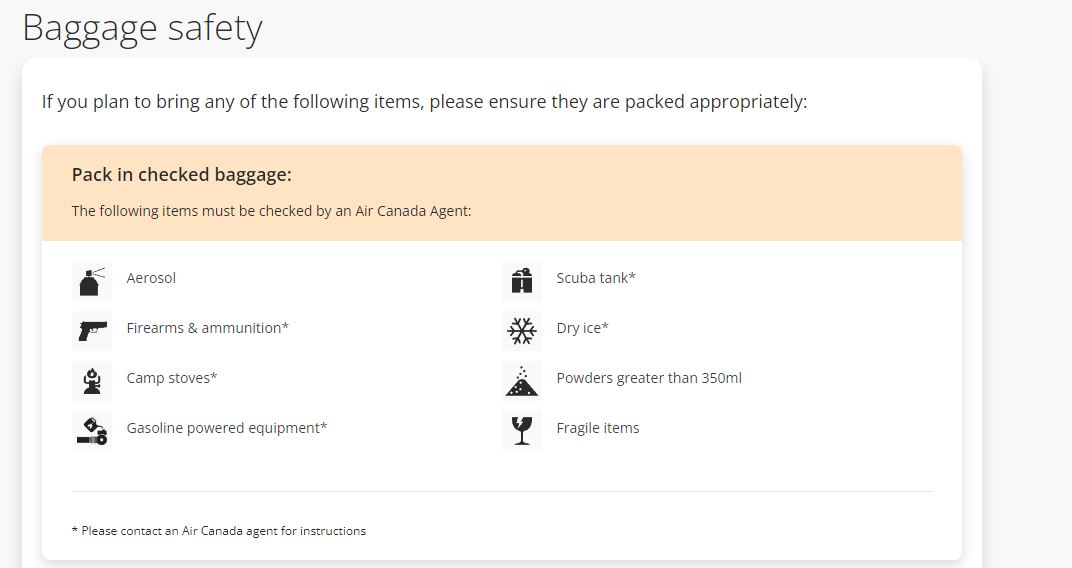 Baggage safety
If you plan to bring any of the following items, please ensure they are packed appropriately:
Pack in checked baggage:
The following items must be checked by an Air Canada Agent:
Aerosol
Scuba tank*
Firearms & ammunition*
Dry ice*
Camp stoves*
Powders greater than 350ml
Gasoline powered equipment*
Fragile items
* Please contact an Air Canada agent for instructions